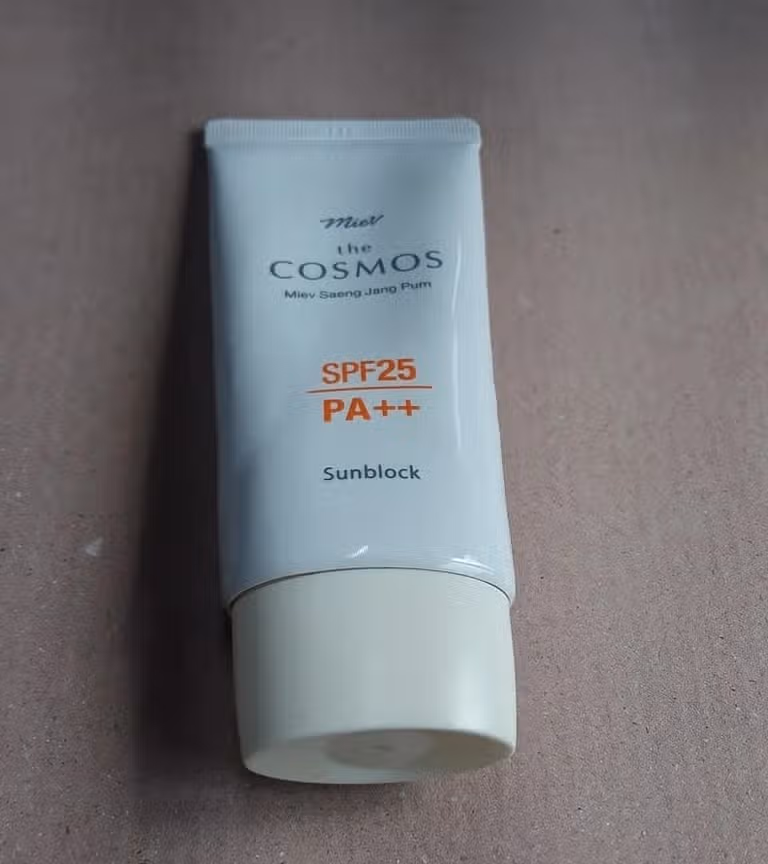 miev
the
COSMOS
Miev Saeng Jang Pum
SPF25
PA++
Sunblock